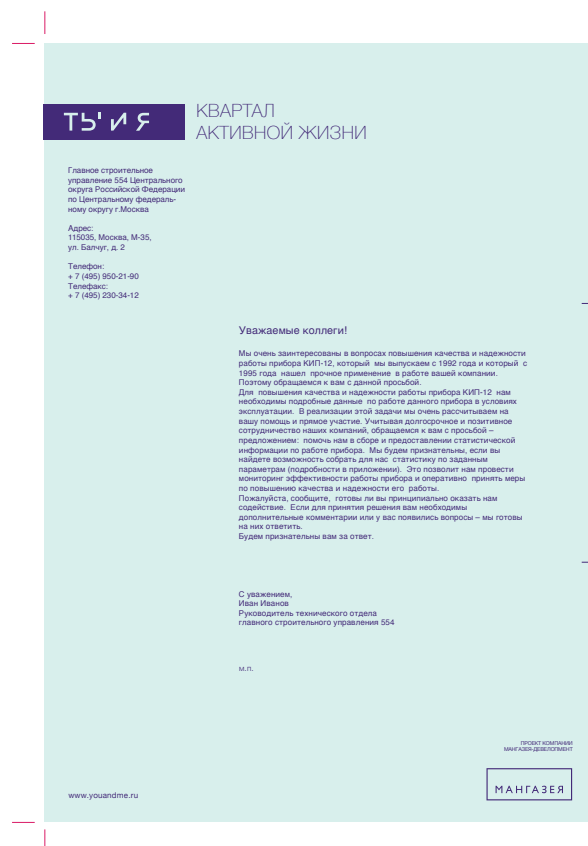 ТЫ И Я
КВАРТАЛ
АКТИВНОЙ ЖИЗНИ
Главное строительное
управление 554 Центрального
округа Российской Федерации
по Центральному федераль-
ному округу г.Москва
Адрес:
115035, Москва, М-35,
ул. Балчуг, д. 2
Телефон:
+ 7 (495) 950-21-90
Телефакс:
+ 7 (495) 230-34-12
Уважаемые коллеги!
Мы очень заинтересованы в вопросах повышения качества и надежности
работы прибора КИП-12, который мы выпускаем с 1992 года и который с
1995 года нашел прочное применение в работе вашей компании.
Поэтому обращаемся к вам с данной просьбой.
Для повышения качества и надежности работы прибора КИП-12 нам
необходимы подробные данные по работе данного прибора в условиях
эксплуатации. В реализации этой задачи мы очень рассчитываем на
вашу помощь и прямое участие. Учитывая долгосрочное и позитивное
сотрудничество наших компаний, обращаемся к вам с просьбой –
предложением: помочь нам в сборе и предоставлении статистической
информации по работе прибора. Мы будем признательны, если вы
найдете возможность собрать для нас статистику по заданным
параметрам (подробности в приложении). Это позволит нам провести
мониторинг эффективности работы прибора и оперативно принять меры
по повышению качества и надежности его работы.
Пожалуйста, сообщите, готовы ли вы принципиально оказать нам
содействие. Если для принятия решения вам необходимы
дополнительные комментарии или у вас появились вопросы – мы готовы
на них ответить.
Будем признательны вам за ответ.
С уважением,
Иван Иванов
Руководитель технического отдела
главного строительного управления 554
м.п.
ПРОЕКТ КОМПАНИИ
МАНГАЗЕЯ-ДЕВЕЛОПМЕНТ
МАНГАЗЕЯ
www.youandme.ru